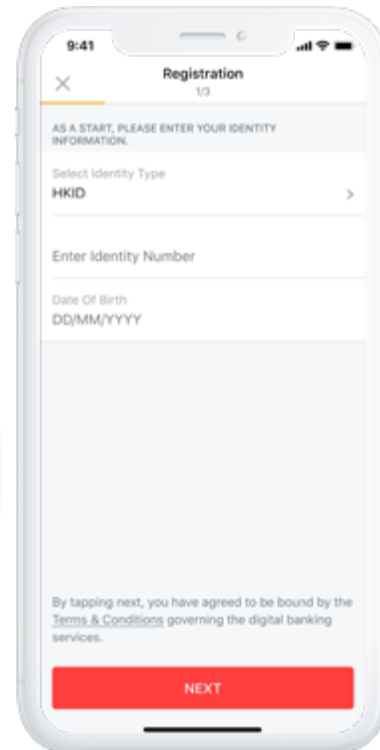 9:41
Registration
1/3
AS A START, PLEASE ENTER YOUR IDENTITY
INFORMATION.
Select Identity Type
HKID
Enter Identity Number
Date Of Birth
DD/MM/YYYY
By tapping next, you have agreed to be bound by the
Terms & Conditions governing the digital banking
services.
NEXT